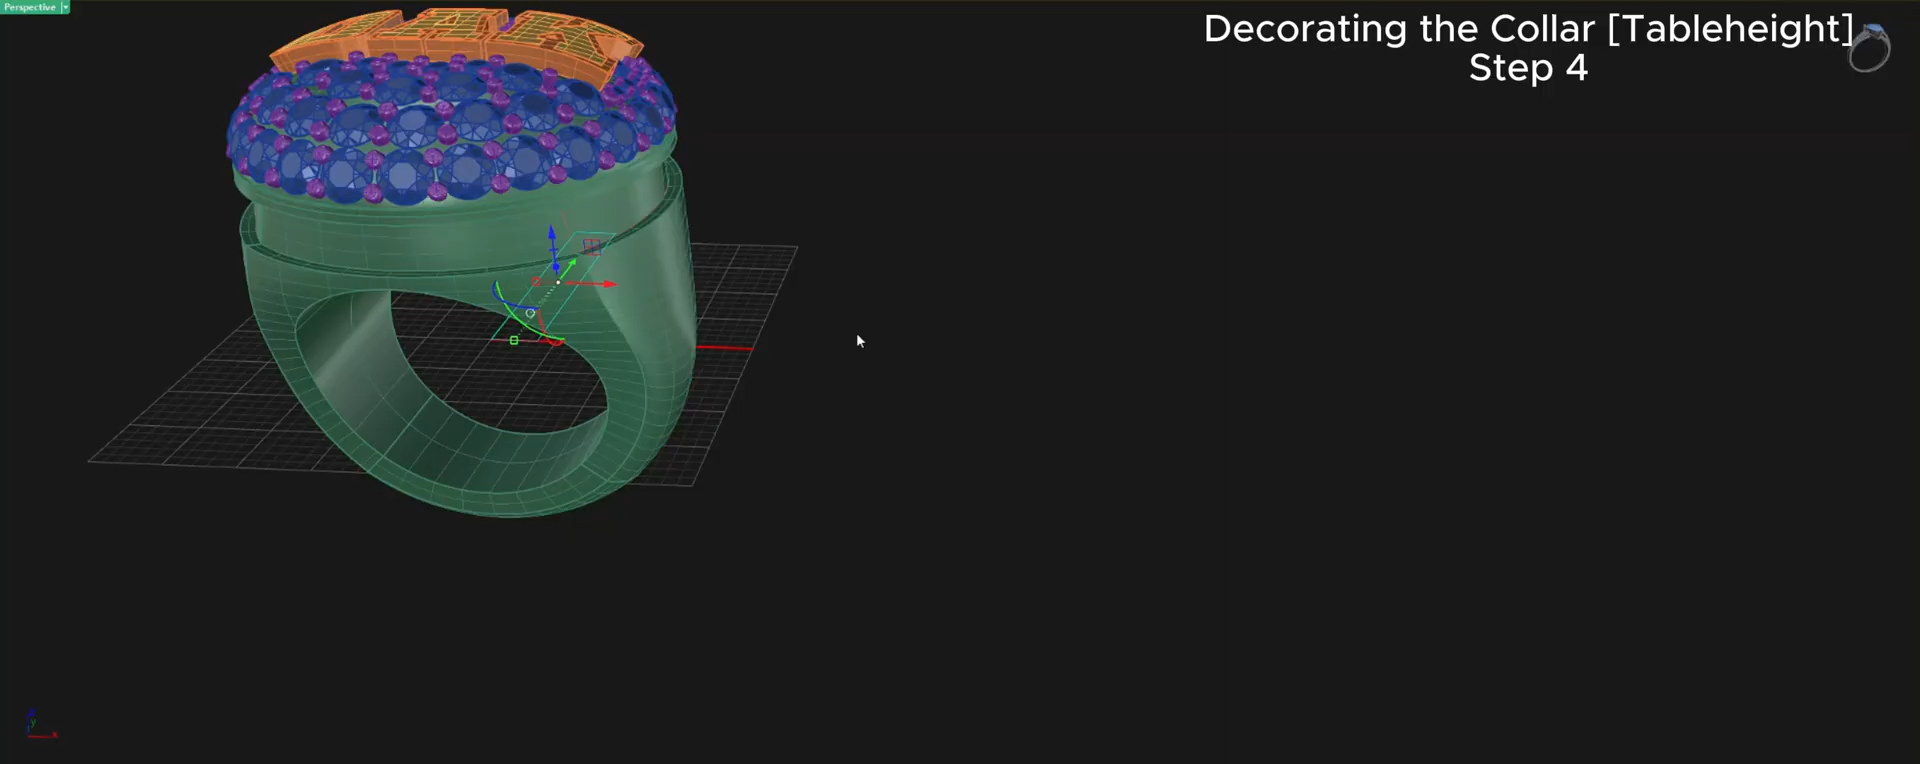 Perspective
Decorating the Collar [Tableheight]
Step 4
z
y
x